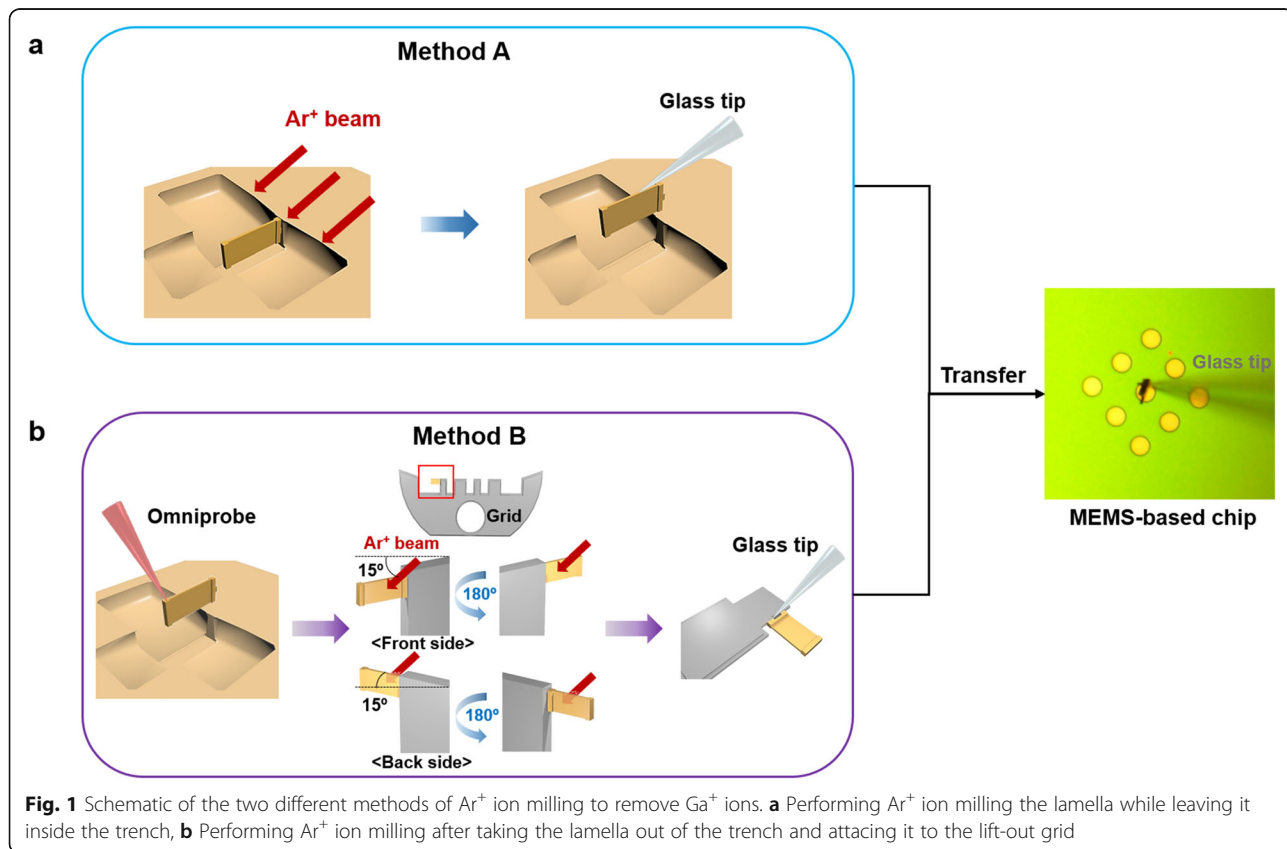 a
Method A
Ar⁺ beam
Glass tip
b
Method B
Omniprobe
Grid
Ar⁺ beam
15º
180º
<Front side>
15º
180º
<Back side>
Glass tip
Transfer
Glass tip
MEMS-based chip
Fig. 1 Schematic of the two different methods of Ar⁺ ion milling to remove Ga⁺ ions. a Performing Ar⁺ ion milling the lamella while leaving it
inside the trench, b Performing Ar⁺ ion milling after taking the lamella out of the trench and attacing it to the lift-out grid